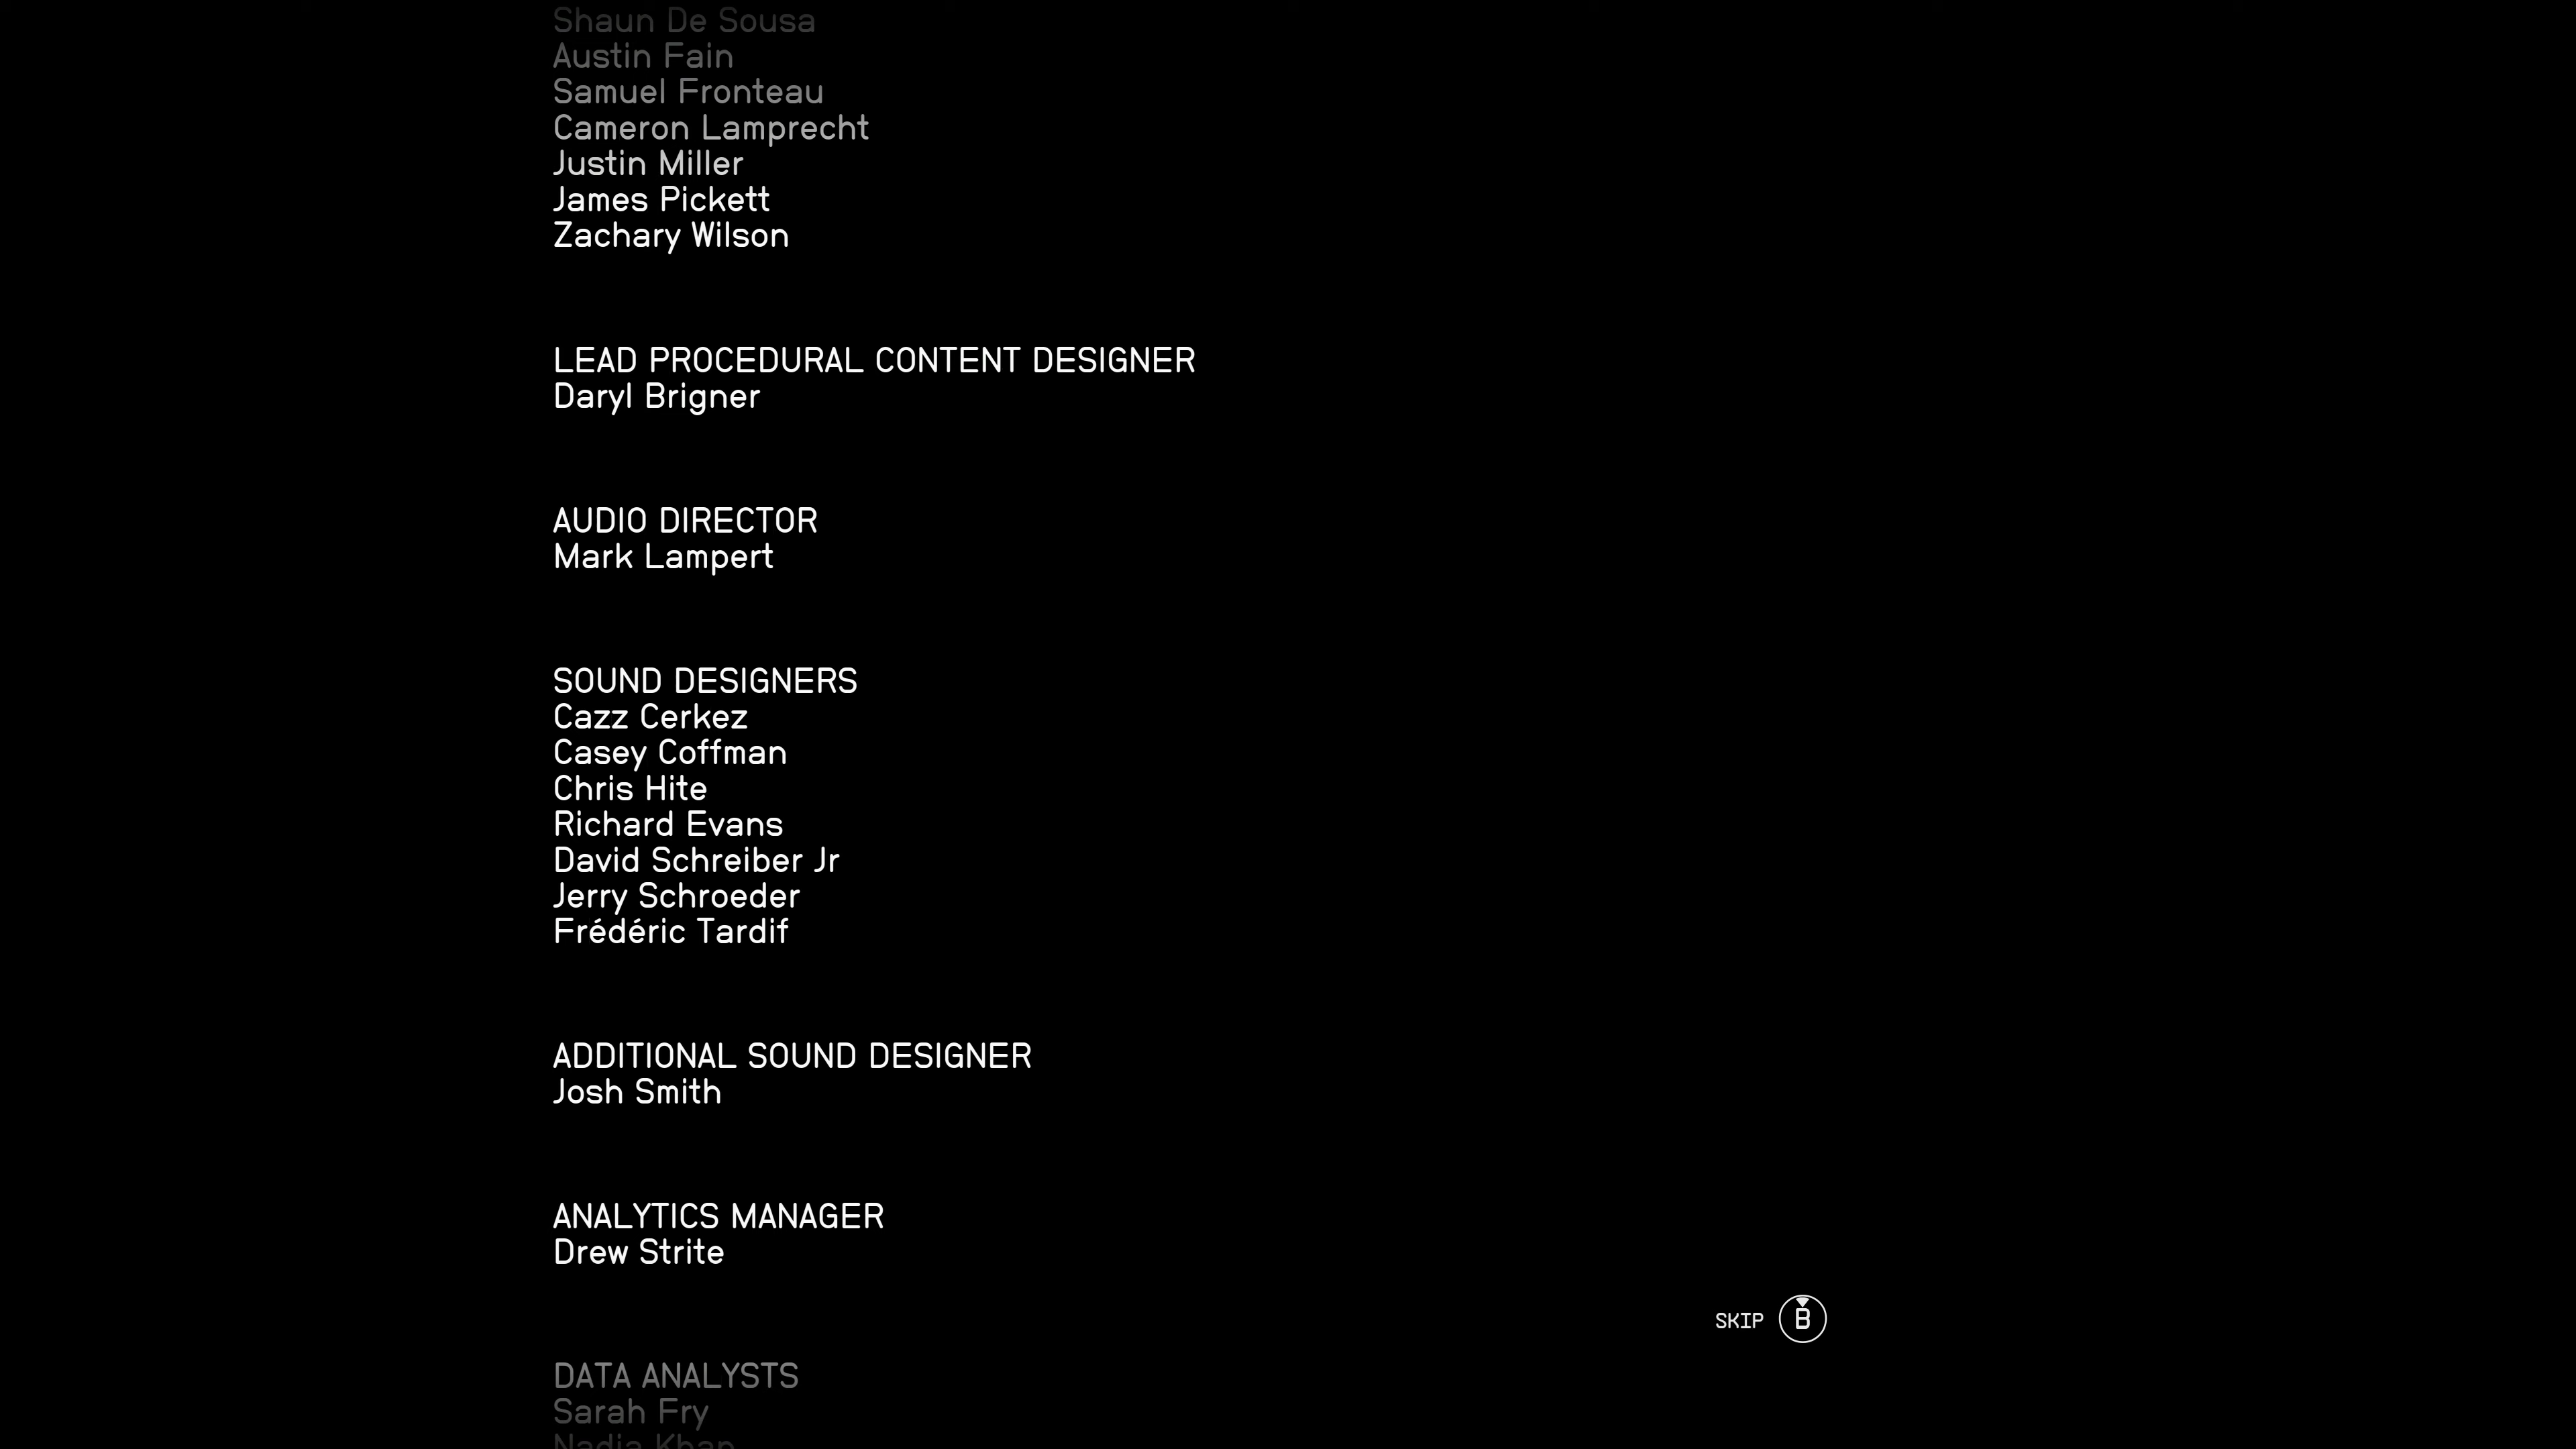 Shaun De Sousa
Austin Fain
Samuel Fronteau
Cameron Lamprecht
Justin Miller
James Pickett
Zachary Wilson
LEAD PROCEDURAL CONTENT DESIGNER
Daryl Brigner
AUDIO DIRECTOR
Mark Lampert
SOUND DESIGNERS
Cazz Cerkez
Casey Coffman
Chris Hite
Richard Evans
David Schreiber Jr
Jerry Schroeder
Frédéric Tardif
ADDITIONAL SOUND DESIGNER
Josh Smith
ANALYTICS MANAGER
Drew Strite
SKIP B
DATA ANALYSTS
Sarah Fry
Nadia Khan